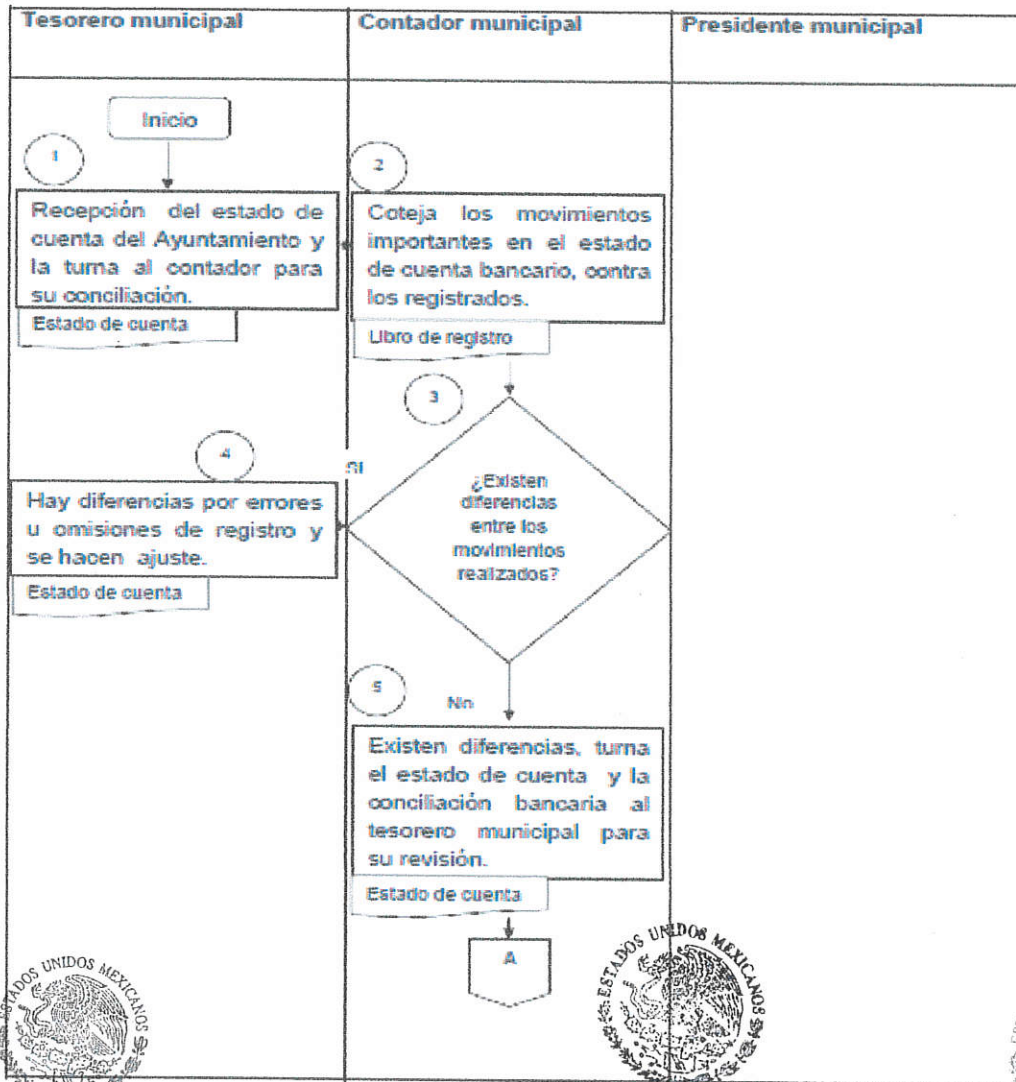 Tesorero municipal
Contador municipal
Presidente municipal
Inicio
1
Recepción del estado de
cuenta del Ayuntamiento y
la turna al contador para
su conciliación.
Estado de cuenta
2
Coteja los movimientos
importantes en el estado
de cuenta bancario, contra
los registrados.
Libro de registro
3
¿Existen
diferencias
entre los
movimientos
realizados?
SI
4
Hay diferencias por errores
u omisiones de registro y
se hacen ajuste.
Estado de cuenta
No
5
Existen diferencias, turna
el estado de cuenta y la
conciliación bancaria al
tesorero municipal para
su revisión.
Estado de cuenta
A
ESTADOS UNIDOS MEXICANOS
ESTADOS UNIDOS MEXICANOS